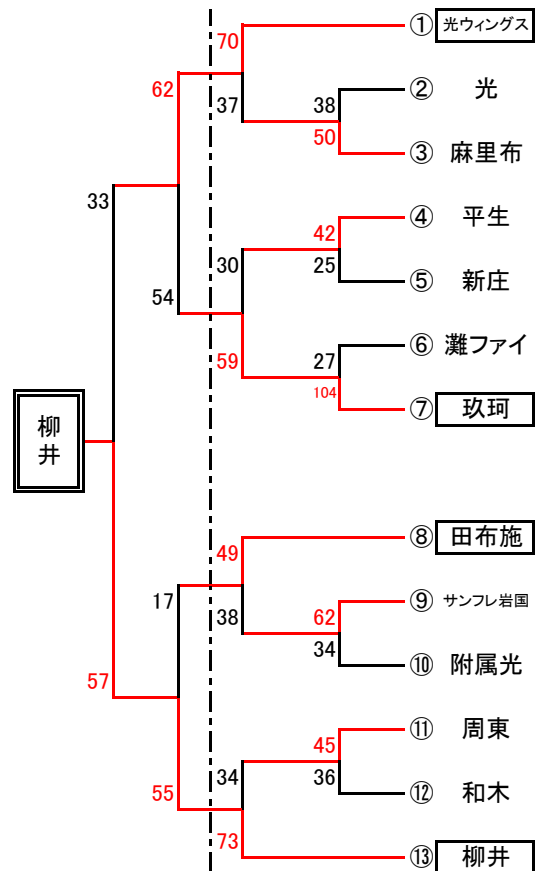 70
① 光ウィングス
62
37
38
② 光
50
③ 麻里布
33
42
④ 平生
30
25
⑤ 新庄
54
59
27
⑥ 灘ファイ
104
⑦ 玖珂
柳井
49
⑧ 田布施
17
38
62
⑨ サンフレ岩国
34
⑩ 附属光
57
45
⑪ 周東
55
34
36
⑫ 和木
73
⑬ 柳井